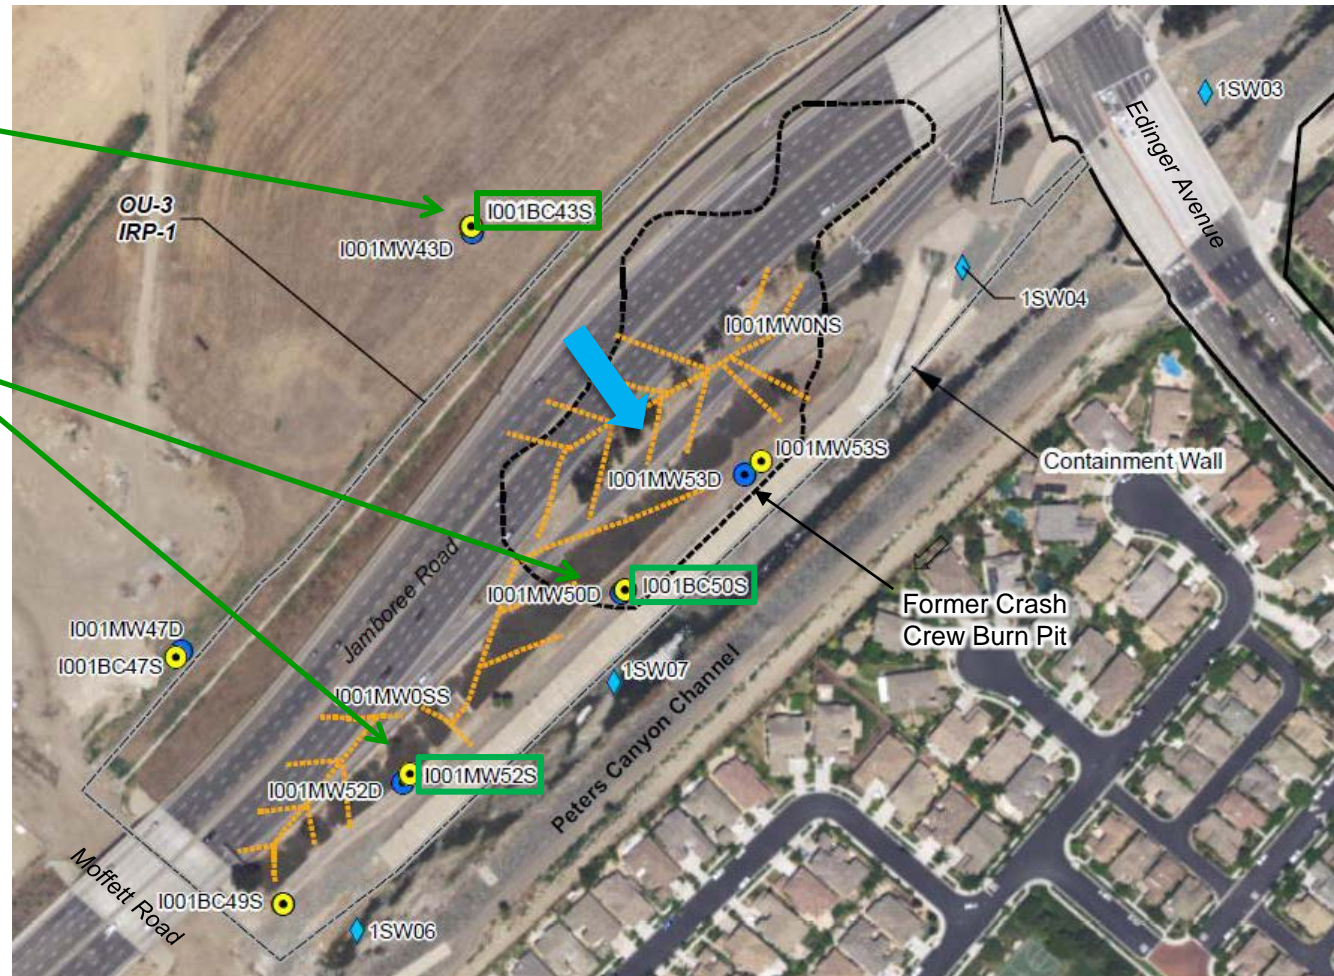 1SW03
Edinger Avenue
OU-3
IRP-1
I001BC43S
I001MW43D
1SW04
I001MW0NS
I001MW53S
Containment Wall
I001MW53D
Jamboree Road
I001MW50D
I001BC50S
Former Crash
Crew Burn Pit
I001MW47D
I001BC47S
1SW07
I001MW0SS
I001MW52S
I001MW52D
Peters Canyon Channel
Moffett Road
I001BC49S
1SW06